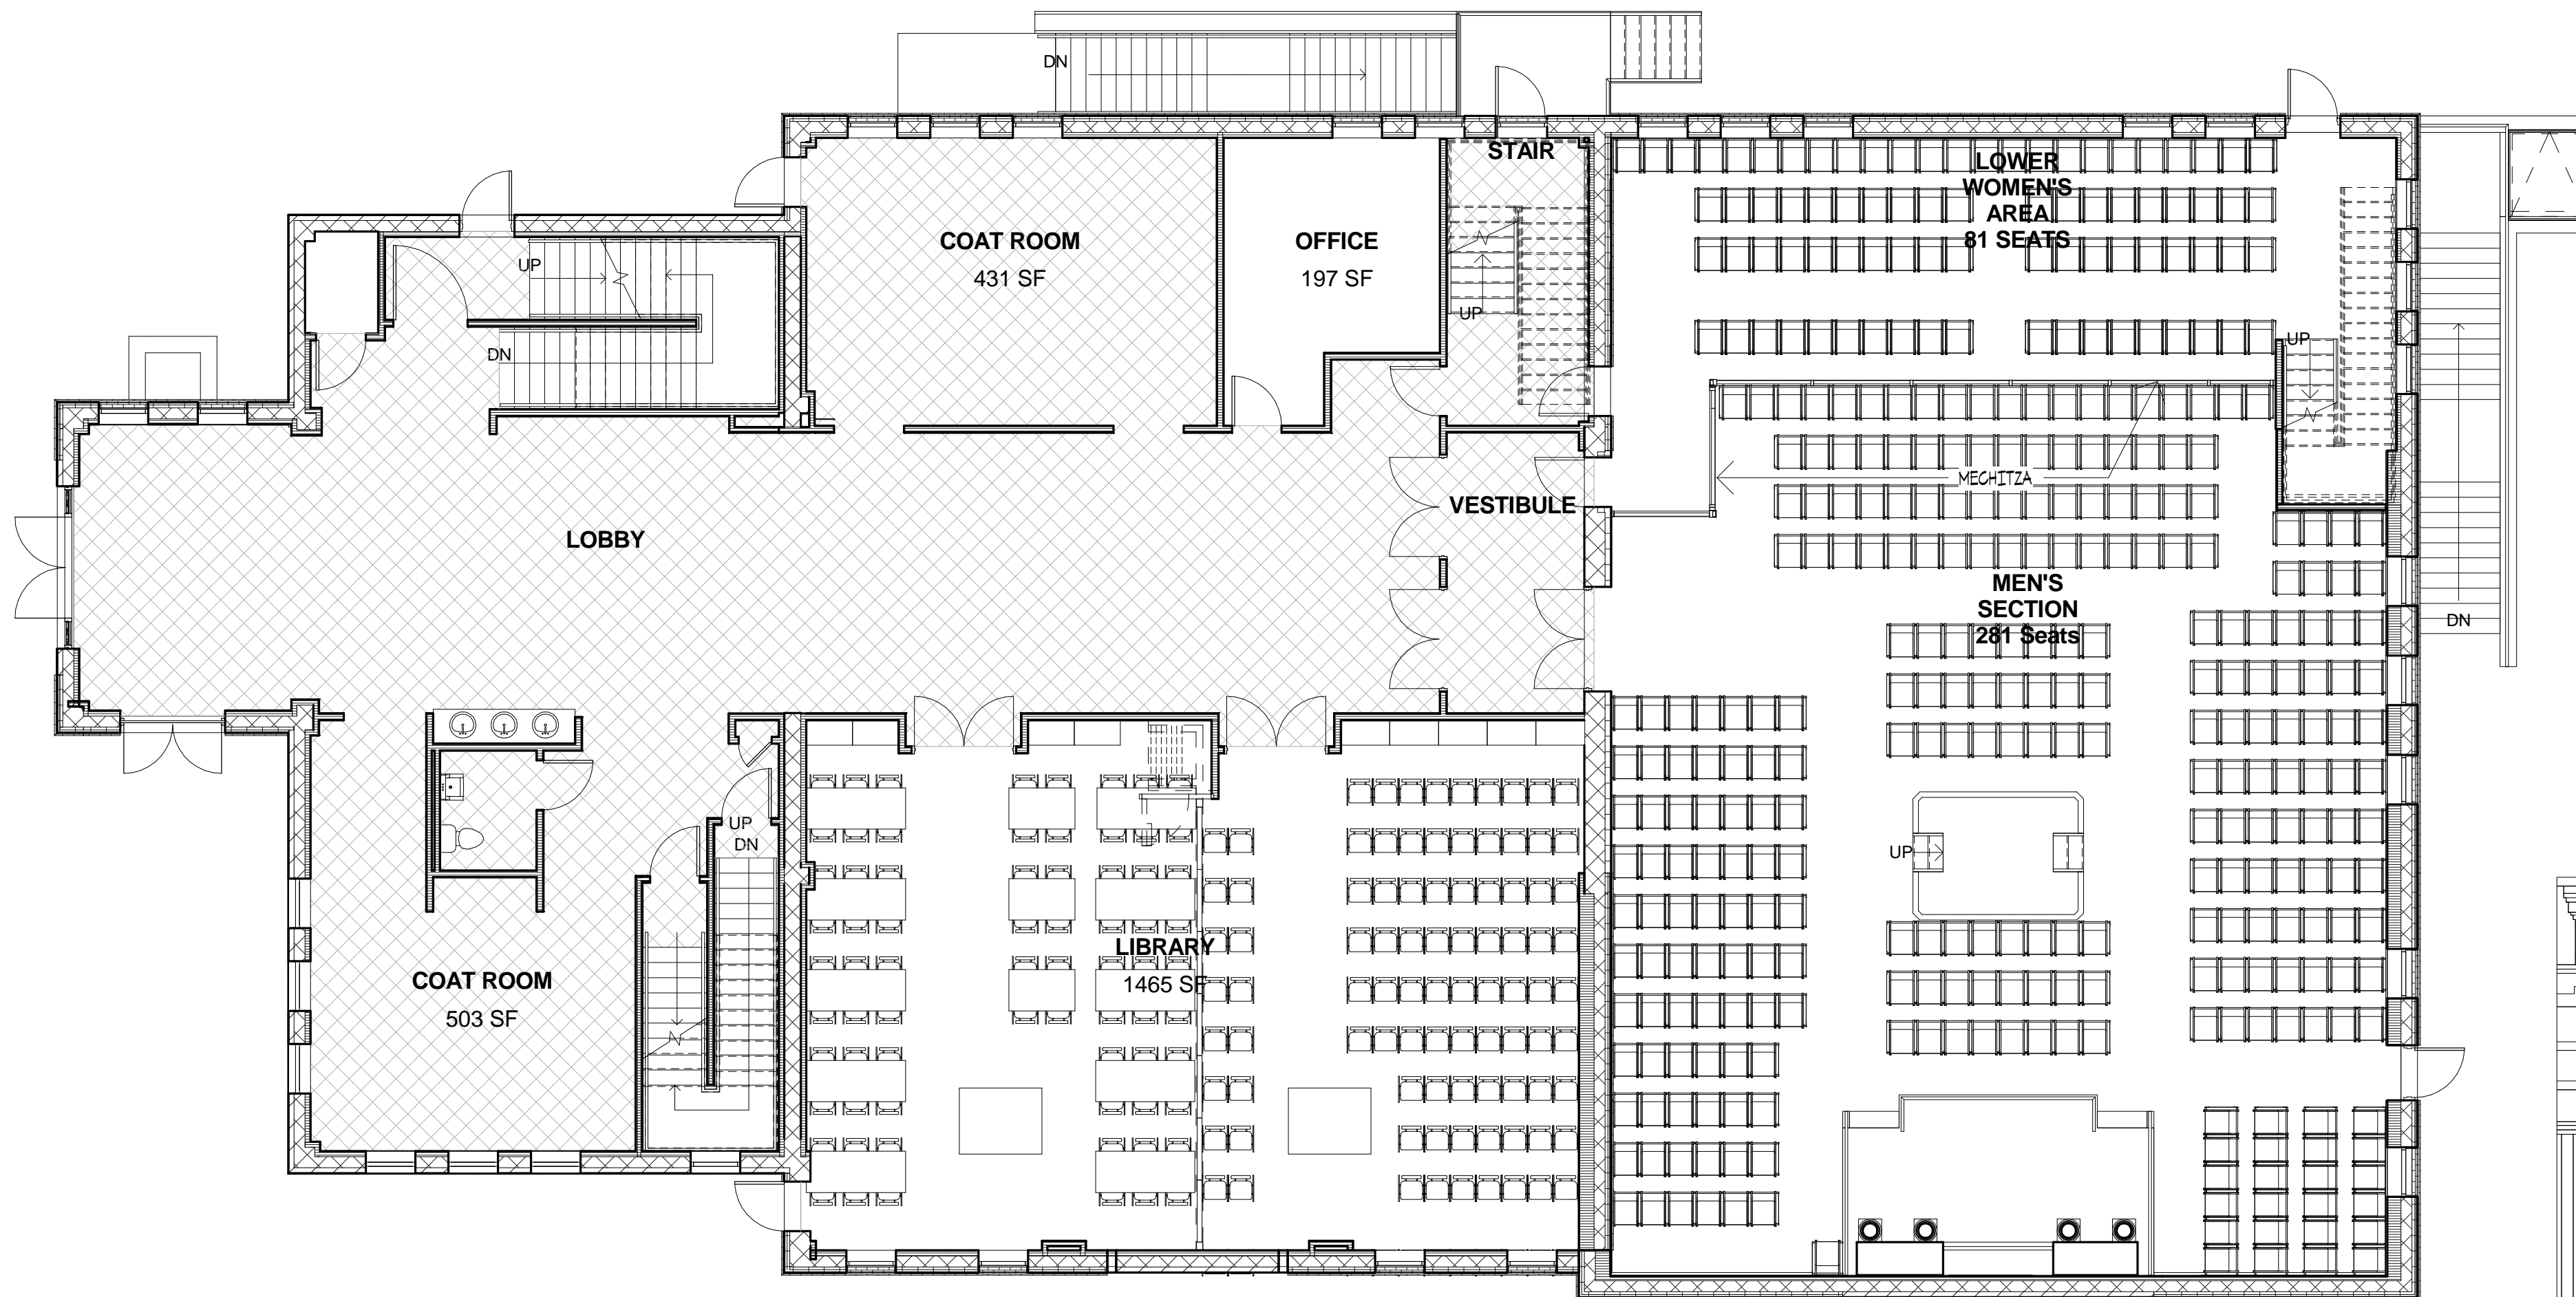 DN
STAIR
LOWER
WOMEN'S
AREA
81 SEATS
COAT ROOM
431 SF
OFFICE
197 SF
UP
UP
UP
DN
MECHITZA
VESTIBULE
LOBBY
MEN'S
SECTION
281 Seats
DN
UP
DN
UP
LIBRARY
1465 SF
COAT ROOM
503 SF